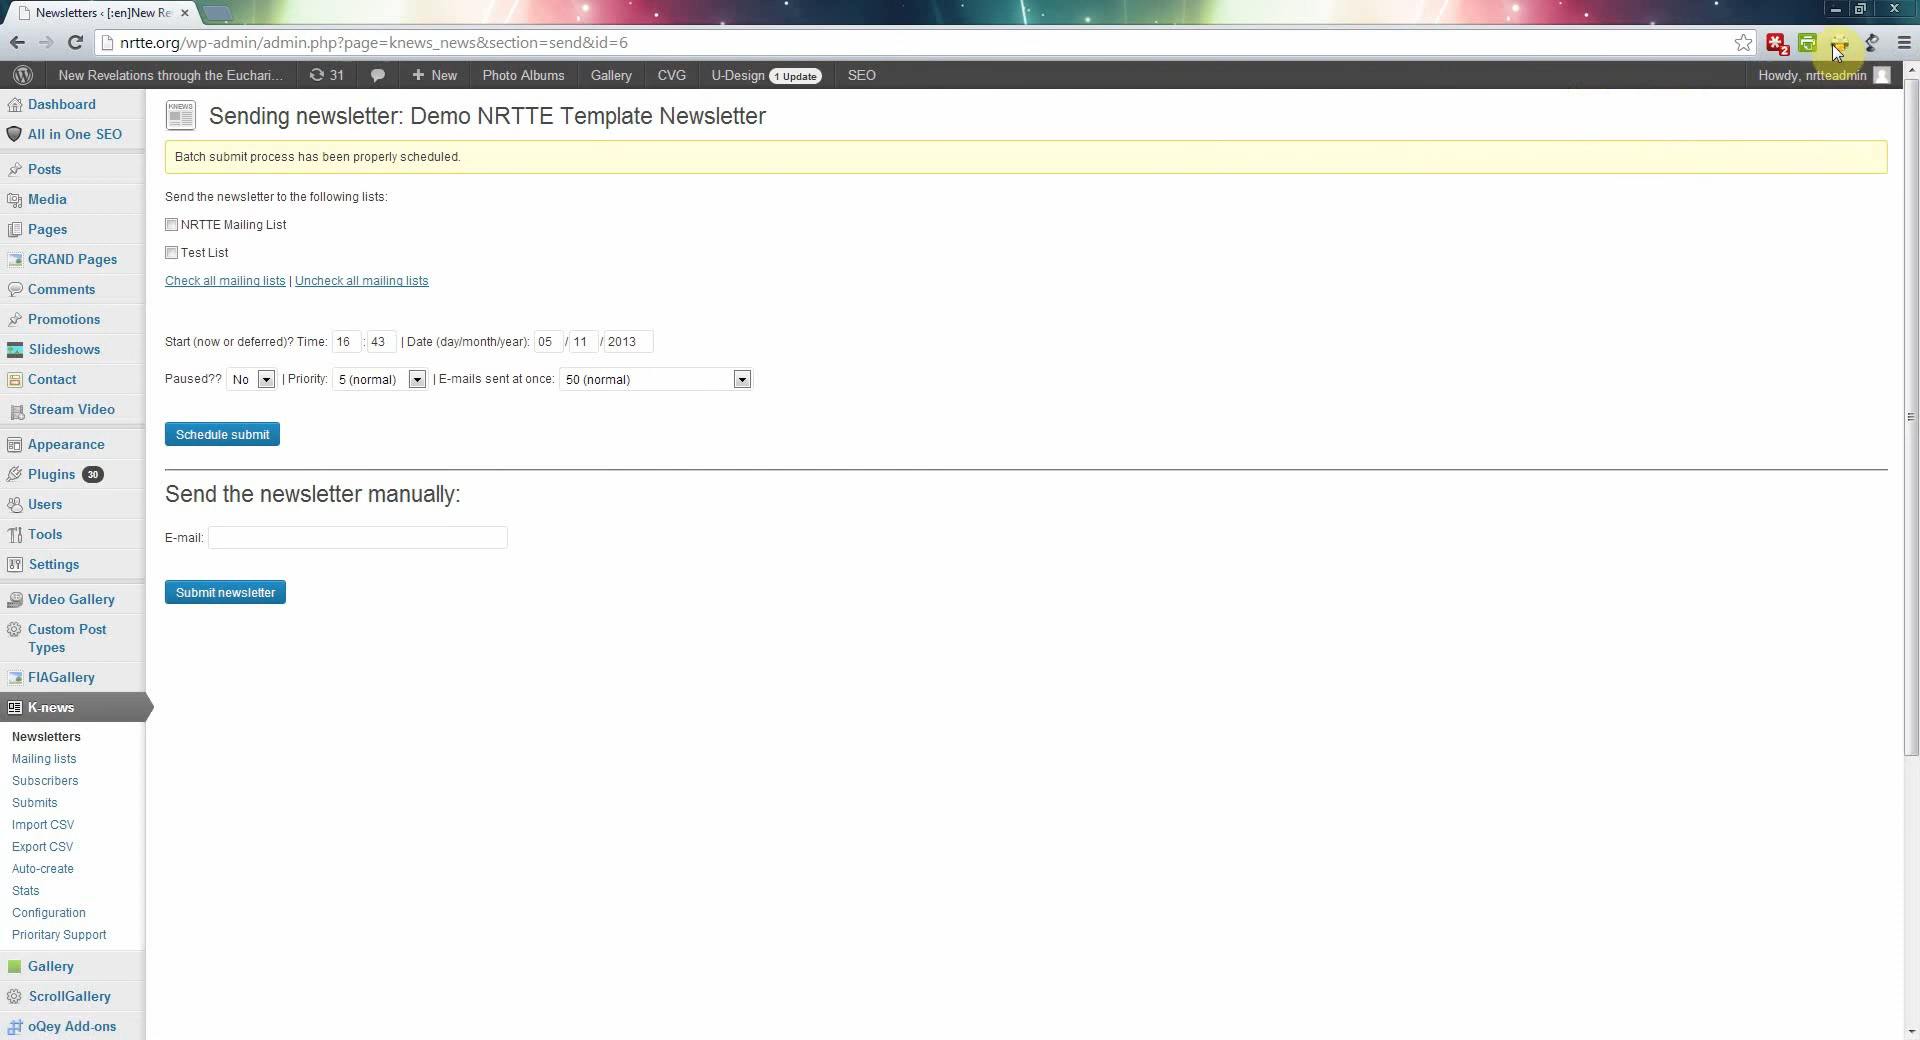 Newsletters ‹ [:en]New Re
nrtte.org/wp-admin/admin.php?page=knews_news&section=send&id=6
2
New Revelations through the Euchari...
31
New
Photo Albums
Gallery
CVG
U-Design 1 Update
SEO
Howdy, nrtteadmin
Dashboard
All in One SEO
Posts
Media
Pages
GRAND Pages
Comments
Promotions
Slideshows
Contact
Stream Video
Appearance
Plugins 30
Users
Tools
Settings
Video Gallery
Custom Post
Types
FIAGallery
K-news
Newsletters
Mailing lists
Subscribers
Submits
Import CSV
Export CSV
Auto-create
Stats
Configuration
Prioritary Support
Gallery
ScrollGallery
oQey Add-ons
KNEWS
Sending newsletter: Demo NRTTE Template Newsletter
Batch submit process has been properly scheduled.
Send the newsletter to the following lists:
NRTTE Mailing List
Test List
Check all mailing lists | Uncheck all mailing lists
Start (now or deferred)? Time: 16 : 43 | Date (day/month/year): 05 / 11 / 2013
Paused?? No | Priority: 5 (normal) | E-mails sent at once: 50 (normal)
Schedule submit
Send the newsletter manually:
E-mail:
Submit newsletter